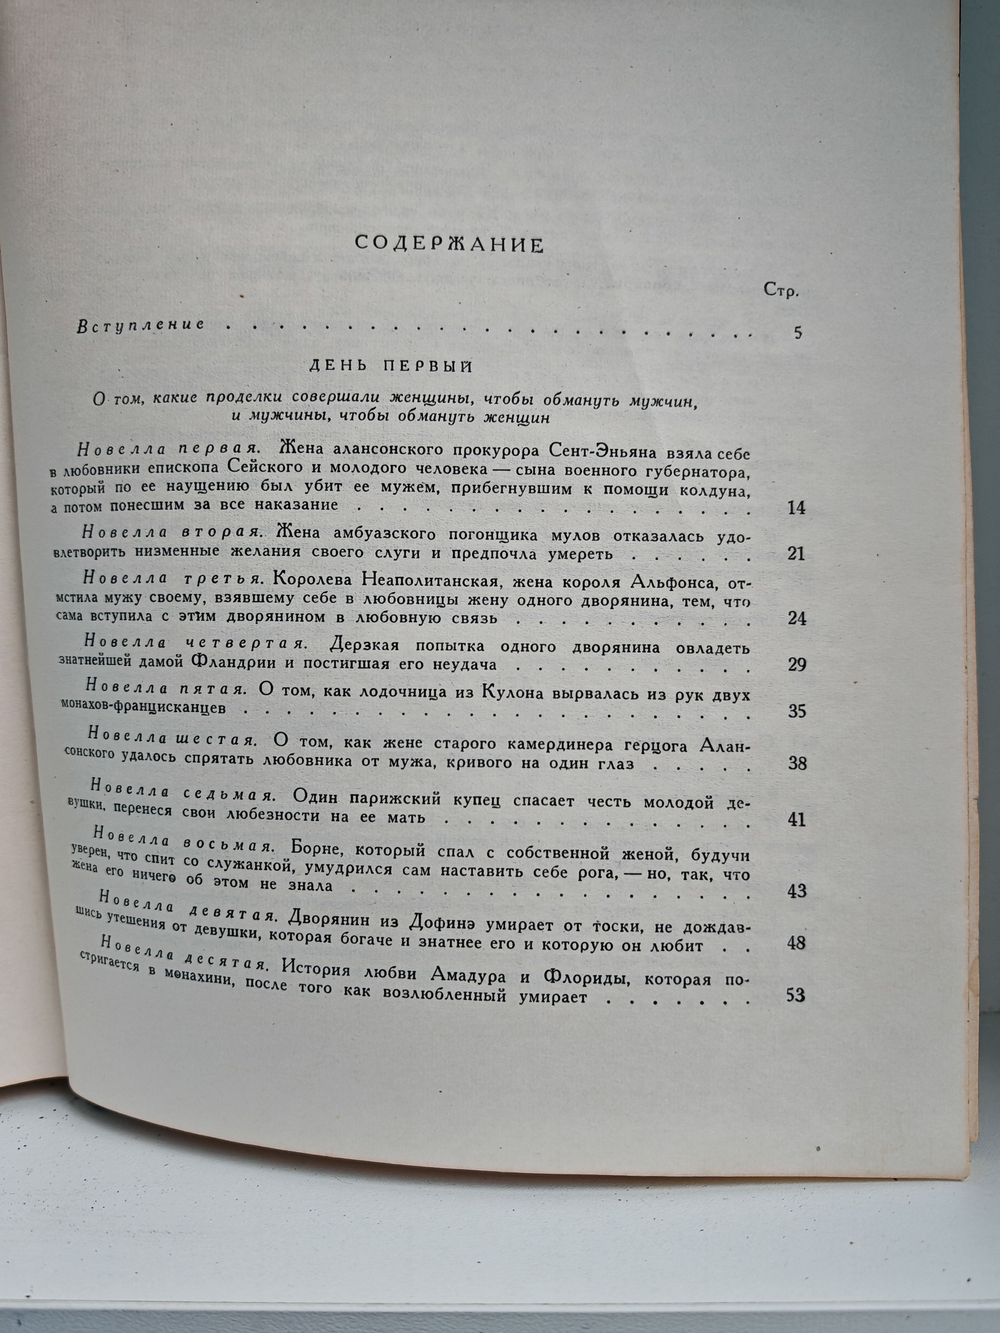 СОДЕРЖАНИЕ
Стр.
Вступление . . . . . . . . . . . . . . . . . . . . . . . 5
ДЕНЬ ПЕРВЫЙ
О том, какие проделки совершали женщины, чтобы обмануть мужчин,
и мужчины, чтобы обмануть женщин
Новелла первая. Жена алансонского прокурора Сент-Эньяна взяла себе
в любовники епископа Сейского и молодого человека — сына военного губернатора,
который по ее наущению был убит ее мужем, прибегнувшим к помощи колдуна,
а потом понесшим за все наказание . . . . . . . . . . . . . . . . . 14
Новелла вторая. Жена амбуазского погонщика мулов отказалась удо-
влетворить низменные желания своего слуги и предпочла умереть . . . . . . 21
Новелла третья. Королева Неаполитанская, жена короля Альфонса, от-
мстила мужу своему, взявшему себе в любовницы жену одного дворянина, тем, что
сама вступила с этим дворянином в любовную связь . . . . . . . . . . . 24
Новелла четвертая. Дерзкая попытка одного дворянина овладеть
знатнейшей дамой Фландрии и постигшая его неудача . . . . . . . . . . . 29
Новелла пятая. О том, как лодочница из Кулона вырвалась из рук двух
монахов-францисканцев . . . . . . . . . . . . . . . . . . . . . . 35
Новелла шестая. О том, как жене старого камердинера герцога Алан-
сонского удалось спрятать любовника от мужа, кривого на один глаз . . . . . 38
Новелла седьмая. Один парижский купец спасает честь молодой де-
вушки, перенеся свои любезности на ее мать . . . . . . . . . . . . . . 41
Новелла восьмая. Борне, который спал с собственной женой, будучи
уверен, что спит со служанкой, умудрился сам наставить себе рога, — но, так, что
жена его ничего об этом не знала . . . . . . . . . . . . . . . . . 43
Новелла девятая. Дворянин из Дофинэ умирает от тоски, не дождав-
шись утешения от девушки, которая богаче и знатнее его и которую он любит . . 48
Новелла десятая. История любви Амадура и Флориды, которая по-
стригается в монахини, после того как возлюбленный умирает . . . . . . . 53